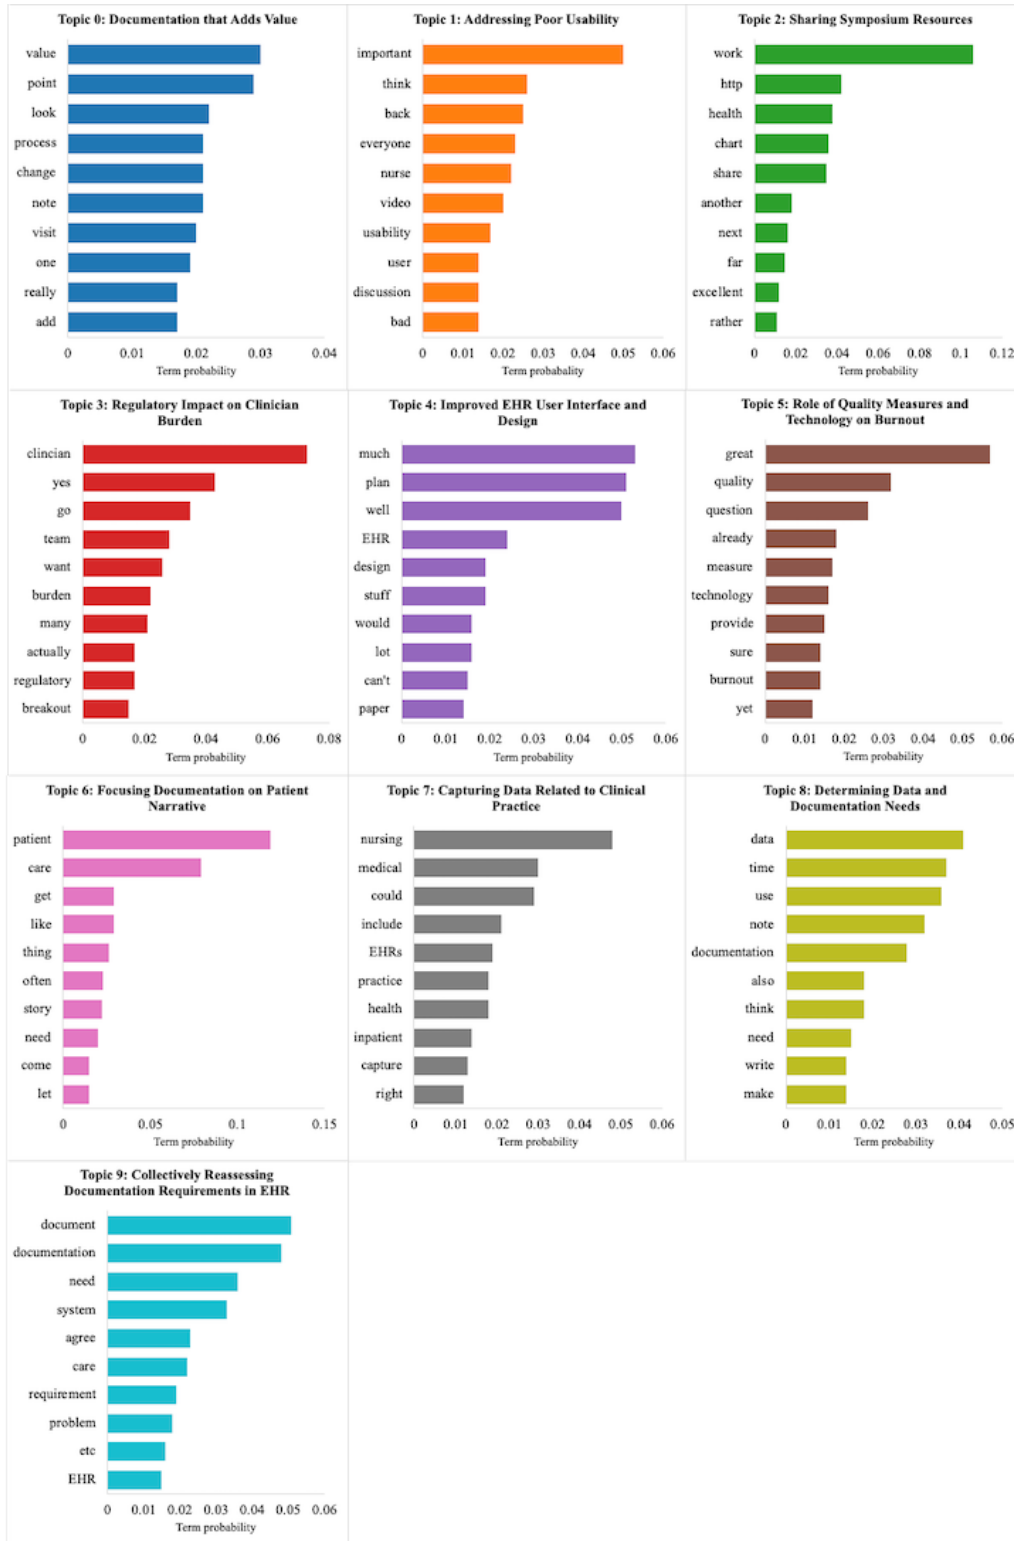 Topic 0: Documentation that Adds Value
value
point
look
process
change
note
visit
one
really
add
0 0.01 0.02 0.03 0.04
Term probability
Topic 1: Addressing Poor Usability
important
think
back
everyone
nurse
video
usability
user
discussion
bad
0 0.01 0.02 0.03 0.04 0.05 0.06
Term probabality
Topic 2: Sharing Symposium Resources
work
http
health
chart
share
another
next
far
excellent
rather
0 0.02 0.04 0.06 0.08 0.1 0.12
Term probability
Topic 3: Regulatory Impact on Clinician
Burden
clincian
yes
go
team
want
burden
many
actually
regulatory
breakout
0 0.02 0.04 0.06 0.08
Term probability
Topic 4: Improved EHR User Interface and
Design
much
plan
well
EHR
design
stuff
would
lot
can't
paper
0 0.01 0.02 0.03 0.04 0.05 0.06
Term probability
Topic 5: Role of Quality Measures and
Technology on Burnout
great
quality
question
already
measure
technology
provide
sure
burnout
yet
0 0.01 0.02 0.03 0.04 0.05 0.06
Term probability
Topic 6: Focusing Documentation on Patient
Narrative
patient
care
get
like
thing
often
story
need
come
let
0 0.05 0.1 0.15
Term probability
Topic 7: Capturing Data Related to Clinical
Practice
nursing
medical
could
include
EHRs
practice
health
inpatient
capture
right
0 0.01 0.02 0.03 0.04 0.05 0.06
Term probability
Topic 8: Determining Data and
Documentation Needs
data
time
use
note
documentation
also
think
need
write
make
0 0.01 0.02 0.03 0.04 0.05
Term probability
Topic 9: Collectively Reassessing
Documentation Requirements in EHR
document
documentation
need
system
agree
care
requirement
problem
etc
EHR
0 0.01 0.02 0.03 0.04 0.05 0.06
Term probability